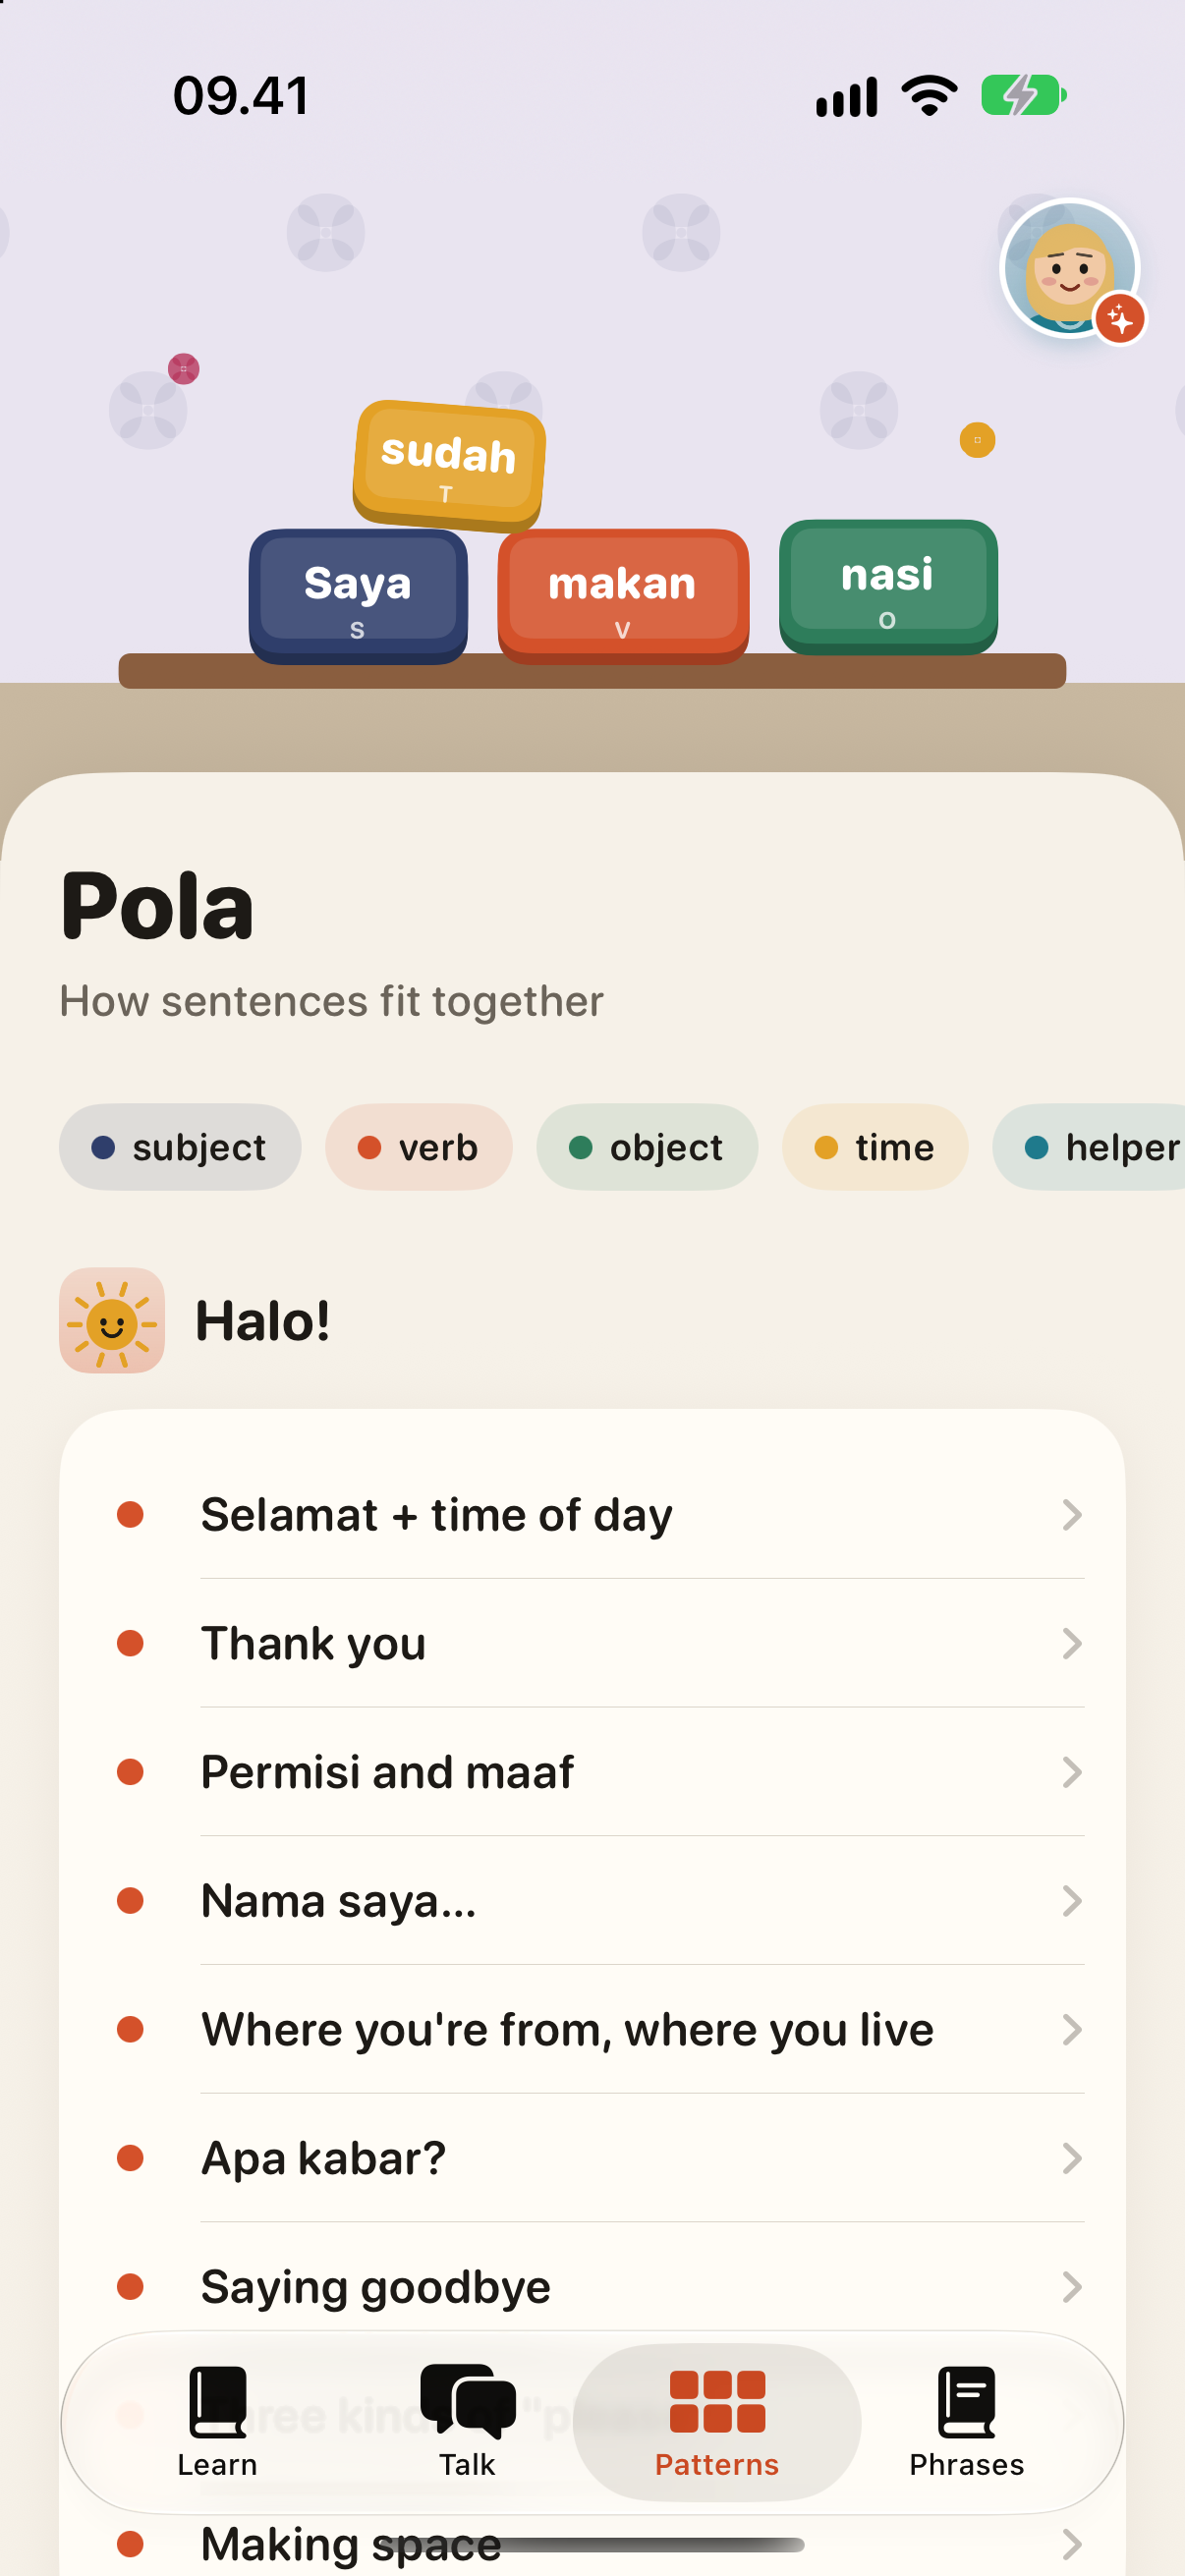 09.41
sudah
T
Saya
S
makan
V
nasi
O
Pola
How sentences fit together
subject
verb
object
time
helper
Halo!
Selamat + time of day
Thank you
Permisi and maaf
Nama saya...
Where you're from, where you live
Apa kabar?
Saying goodbye
Learn
Talk
Patterns
Phrases
Making space